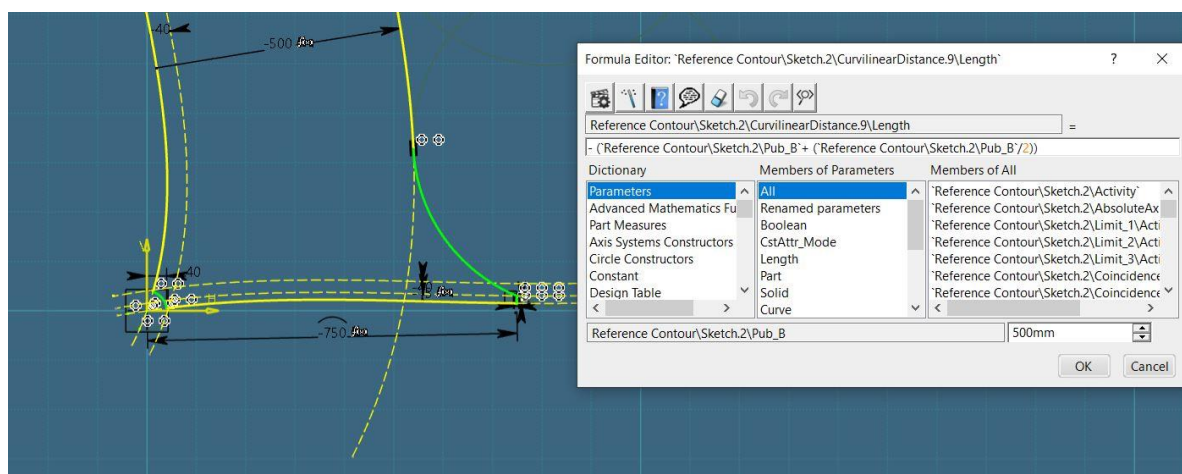 -40
-500 f(x)
Formula Editor: `Reference Contour\Sketch.2\CurvilinearDistance.9\Length`
?
Reference Contour\Sketch.2\CurvilinearDistance.9\Length =
- (`Reference Contour\Sketch.2\Pub_B`+ (`Reference Contour\Sketch.2\Pub_B`/2))
Dictionary Members of Parameters Members of All
Parameters All `Reference Contour\Sketch.2\Activity`
Advanced Mathematics Fu Renamed parameters `Reference Contour\Sketch.2\AbsoluteAx
Part Measures Boolean `Reference Contour\Sketch.2\Limit_1\Acti
Axis Systems Constructors CstAttr_Mode `Reference Contour\Sketch.2\Limit_2\Acti
Circle Constructors Length `Reference Contour\Sketch.2\Limit_3\Acti
Constant Part `Reference Contour\Sketch.2\Coincidence
Design Table Solid `Reference Contour\Sketch.2\Coincidence
Curve
Reference Contour\Sketch.2\Pub_B 500mm
OK Cancel
V
40
H
-750 f(x)